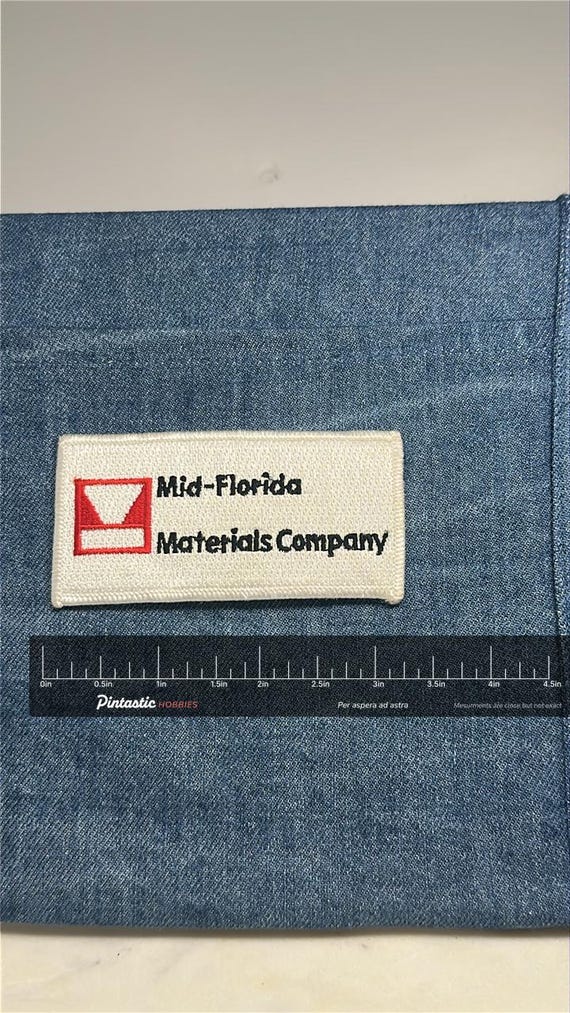 Mid-Florida
Materials Company
0in 0.5in 1in 1.5in 2in 2.5in 3in 3.5in 4in 4.5in
Pintastic HOBBIES Per aspera ad astra Mesurments are close but not exact